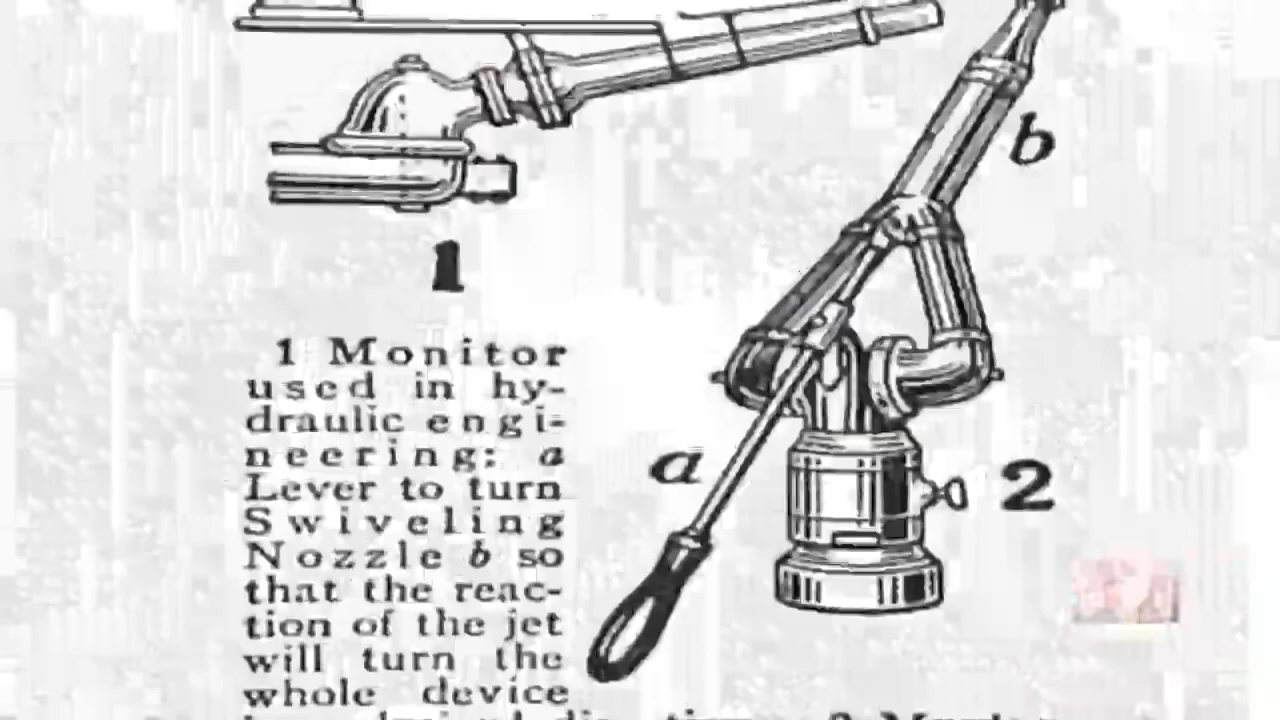 b
1
a
2
1 Monitor
used in hy-
draulic engi-
neering: a
Lever to turn
Swiveling
Nozzle b so
that the reac-
tion of the jet
will turn the
whole device